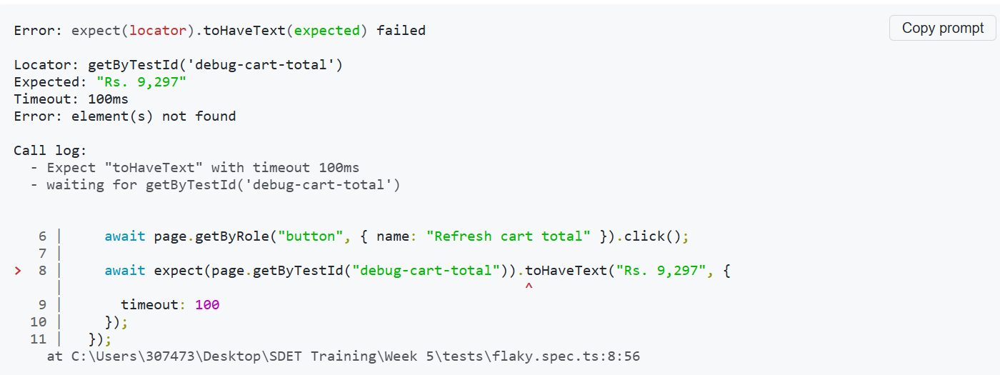 Error: expect(locator).toHaveText(expected) failed
Copy prompt
Locator: getByTestId('debug-cart-total')
Expected: "Rs. 9,297"
Timeout: 100ms
Error: element(s) not found
Call log:
- Expect "toHaveText" with timeout 100ms
- waiting for getByTestId('debug-cart-total')
6 |     await page.getByRole("button", { name: "Refresh cart total" }).click();
7 |
> 8 |     await expect(page.getByTestId("debug-cart-total")).toHaveText("Rs. 9,297", {
|                                                        ^
9 |       timeout: 100
10 |     });
11 |   });
at C:\Users\307473\Desktop\SDET Training\Week 5\tests\flaky.spec.ts:8:56